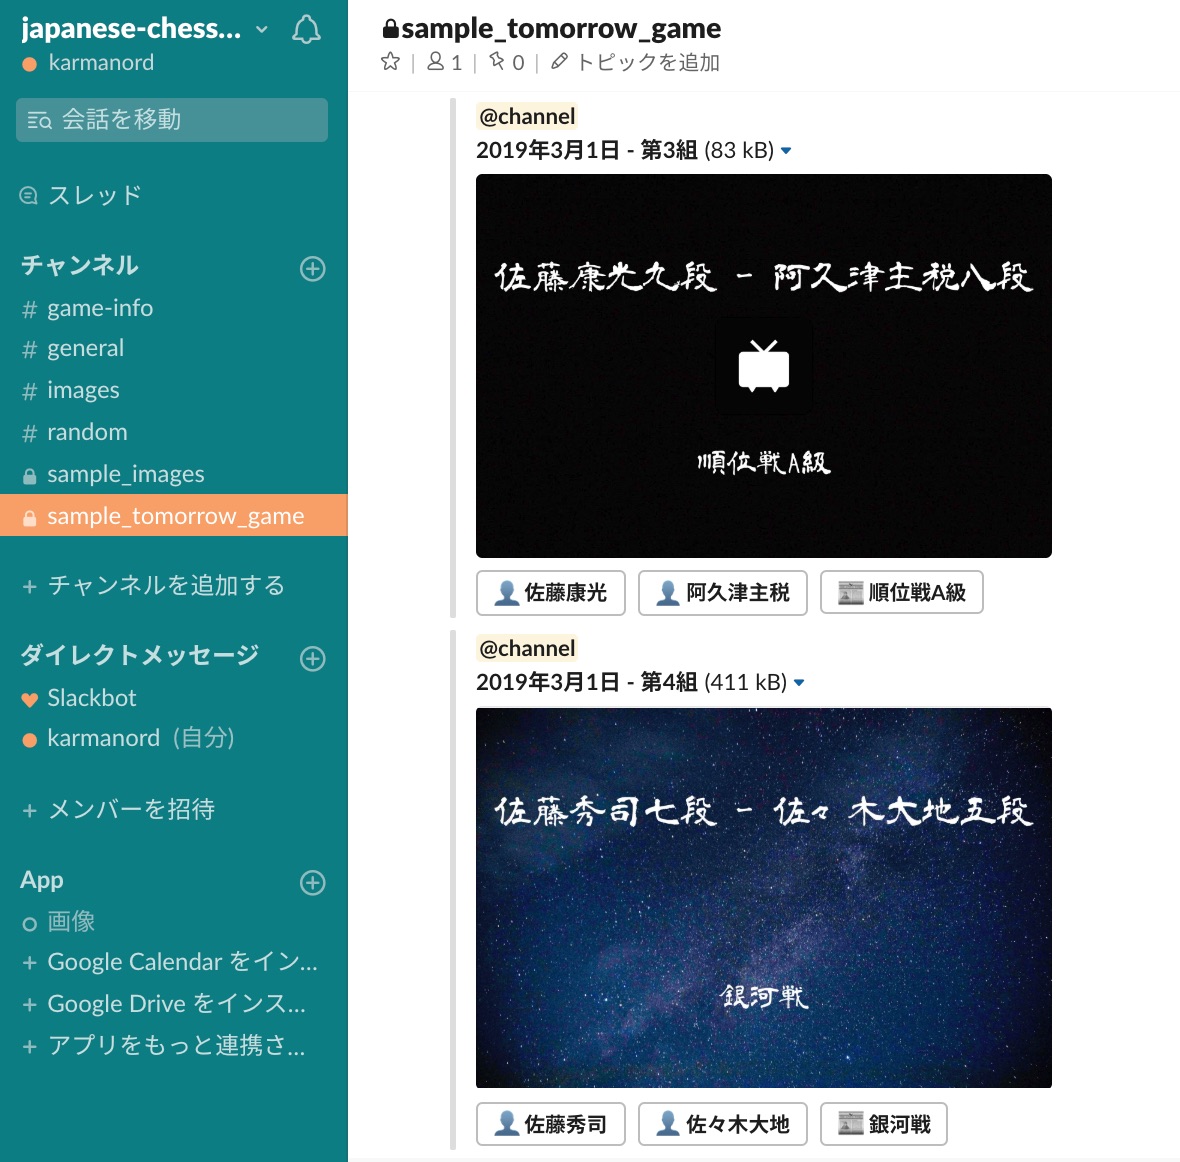 japanese-chess...
karmanord
会話を移動
スレッド
チャンネル
# game-info
# general
# images
# random
sample_images
sample_tomorrow_game
+ チャンネルを追加する
ダイレクトメッセージ
Slackbot
karmanord (自分)
+ メンバーを招待
App
画像
+ Google Calendar をイン...
+ Google Drive をインス...
+ アプリをもっと連携さ...
sample_tomorrow_game
1 | 0 | トピックを追加
@channel
2019年3月1日 - 第3組 (83 kB)
佐藤康光九段 - 阿久津主税八段
順位戦A級
佐藤康光 阿久津主税 順位戦A級
@channel
2019年3月1日 - 第4組 (411 kB)
佐藤秀司七段 - 佐々木大地五段
銀河戦
佐藤秀司 佐々木大地 銀河戦